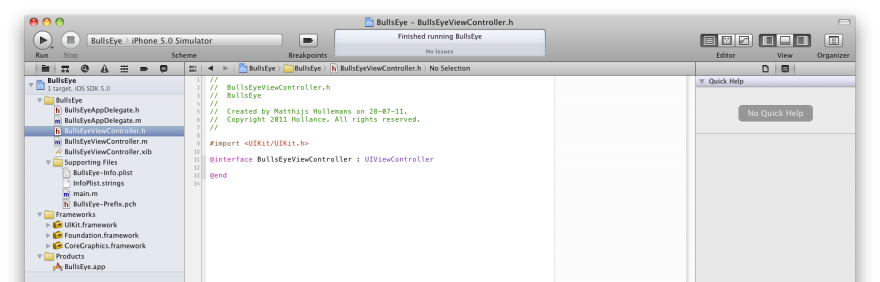 BullsEye – BullsEyeViewController.h
BullsEye 〉 iPhone 5.0 Simulator
Finished running BullsEye
No Issues
Run Stop Scheme Breakpoints Editor View Organizer
BullsEye 〉 BullsEye 〉 BullsEyeViewController.h 〉 No Selection
BullsEye
1 target, iOS SDK 5.0
BullsEye
BullsEyeAppDelegate.h
BullsEyeAppDelegate.m
BullsEyeViewController.h
BullsEyeViewController.m
BullsEyeViewController.xib
Supporting Files
BullsEye-Info.plist
InfoPlist.strings
main.m
BullsEye-Prefix.pch
Frameworks
UIKit.framework
Foundation.framework
CoreGraphics.framework
Products
BullsEye.app
1 //
2 //  BullsEyeViewController.h
3 //  BullsEye
4 //
5 //  Created by Matthijs Hollemans on 28-07-11.
6 //  Copyright 2011 Hollance. All rights reserved.
7 //
8
9 #import <UIKit/UIKit.h>
10
11 @interface BullsEyeViewController : UIViewController
12
13 @end
14
Quick Help
No Quick Help